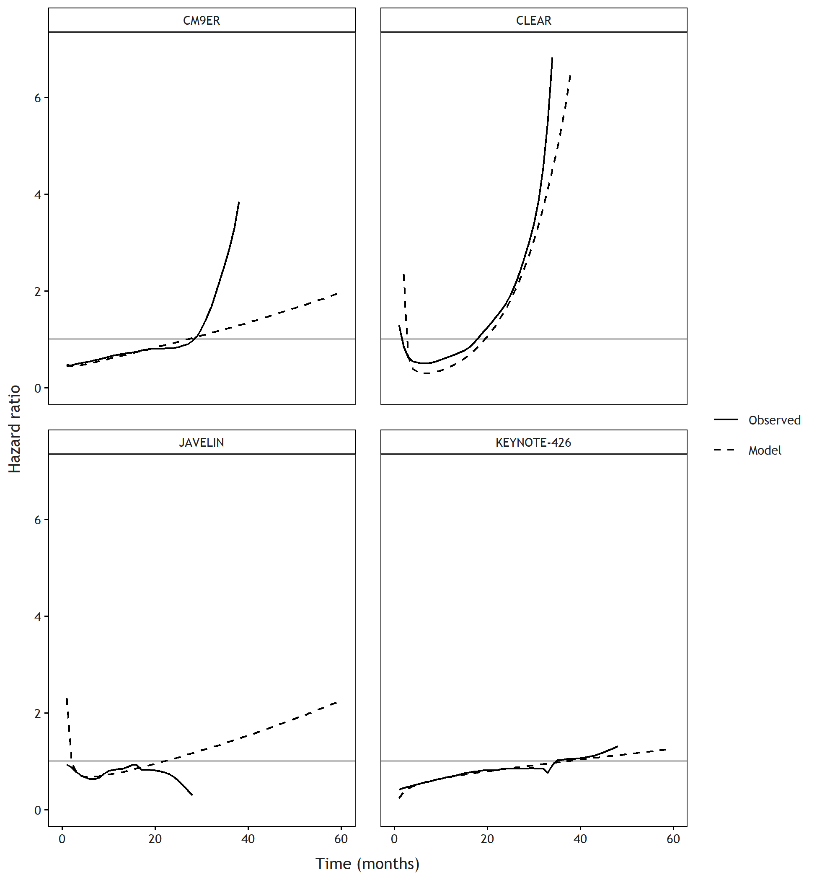 CM9ER
CLEAR
6
4
2
0
JAVELIN
KEYNOTE-426
6
4
2
0
0
20
40
60
0
20
40
60
Hazard ratio
Time (months)
Observed
Model